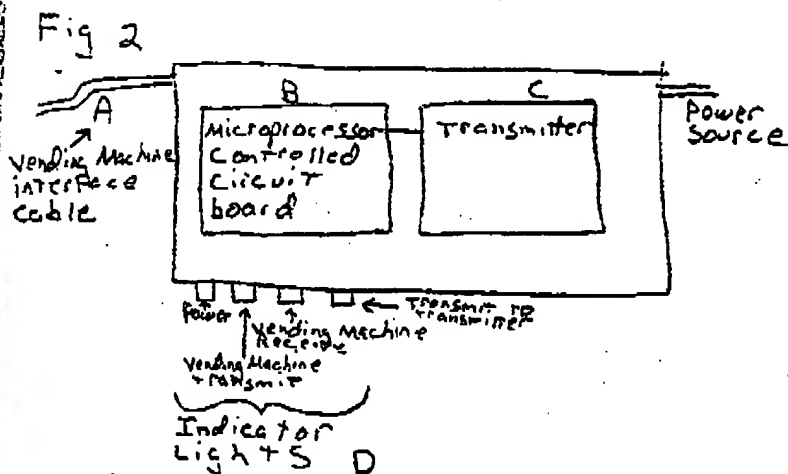 Fig 2
A
Vending Machine
interface
cable
B
Microprocessor
Controlled
Circuit
board
C
Transmitter
Power
Source
Power
Vending Machine
transmit
Vending Machine
Receive
Transmit to
Transmitter
Indicator
Lights D